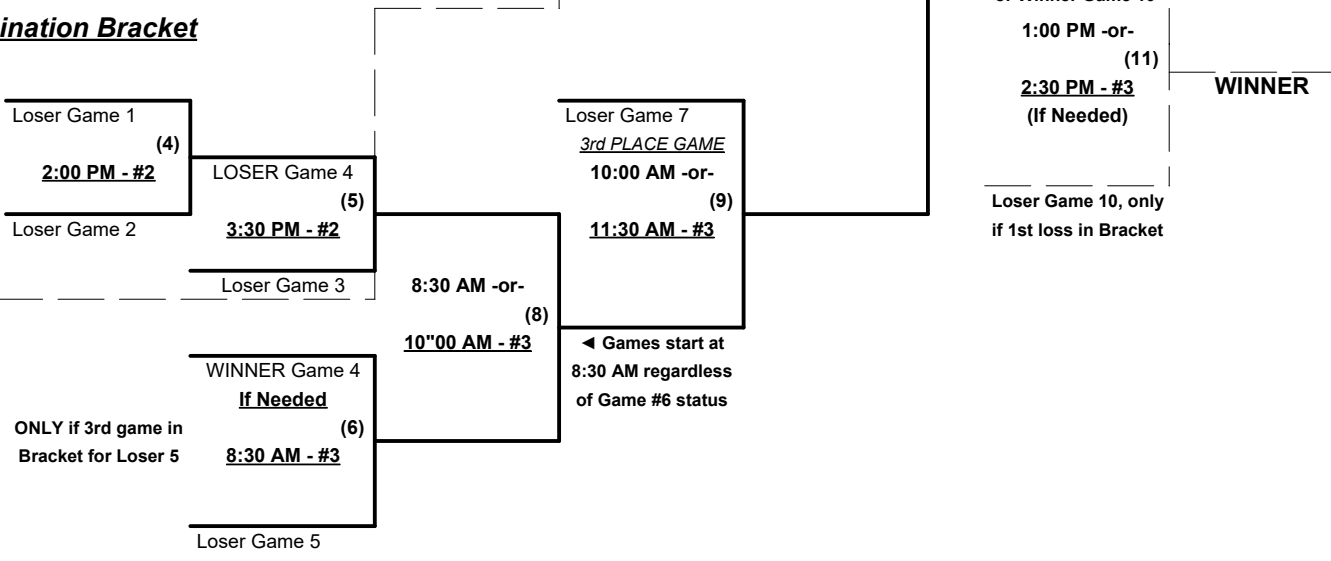 ination Bracket
Loser Game 1
(4)
2:00 PM - #2
Loser Game 2
LOSER Game 4
(5)
3:30 PM - #2
Loser Game 3
WINNER Game 4
If Needed
(6)
8:30 AM - #3
Loser Game 5
ONLY if 3rd game in
Bracket for Loser 5
8:30 AM -or-
(8)
10"00 AM - #3
Loser Game 7
3rd PLACE GAME
10:00 AM -or-
(9)
11:30 AM - #3
◄ Games start at
8:30 AM regardless
of Game #6 status
1:00 PM -or-
(11)
2:30 PM - #3
(If Needed)
Loser Game 10, only
if 1st loss in Bracket
WINNER